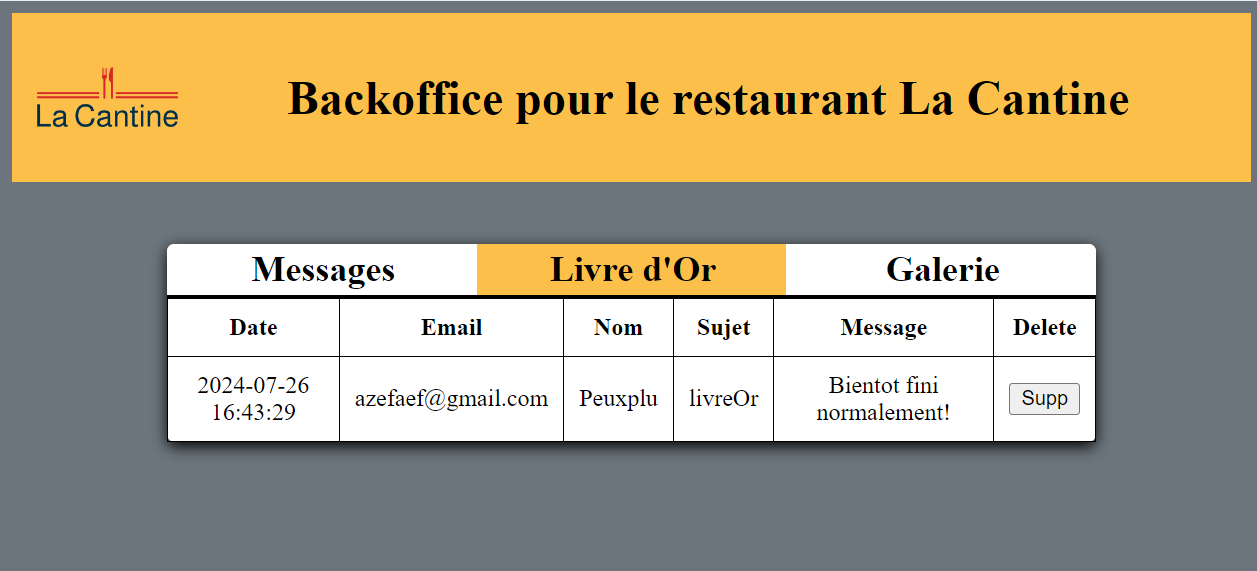 La Cantine
Backoffice pour le restaurant La Cantine
Messages Livre d'Or Galerie
Date Email Nom Sujet Message Delete
2024-07-26
16:43:29
azefaef@gmail.com
Peuxplu
livreOr
Bientot fini
normalement!
Supp